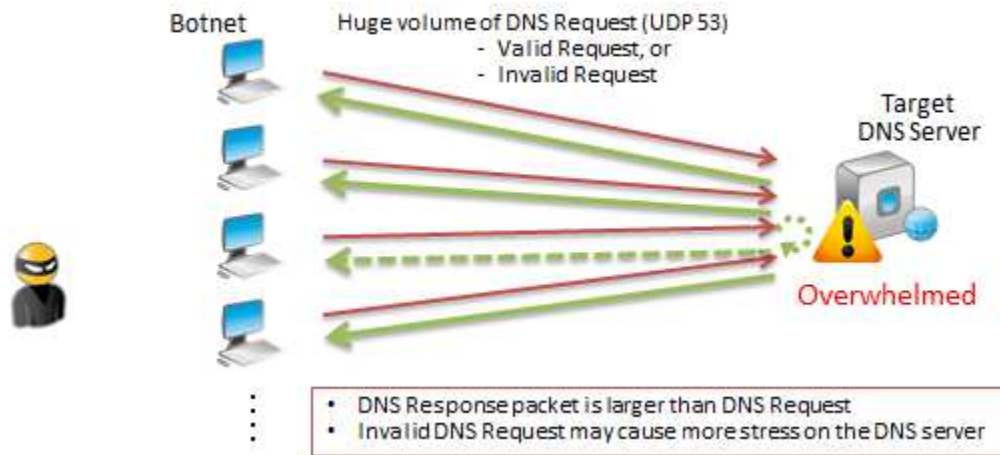 Botnet
Huge volume of DNS Request (UDP 53)
- Valid Request, or
- Invalid Request
Target
DNS Server
Overwhelmed
• DNS Response packet is larger than DNS Request
• Invalid DNS Request may cause more stress on the DNS server